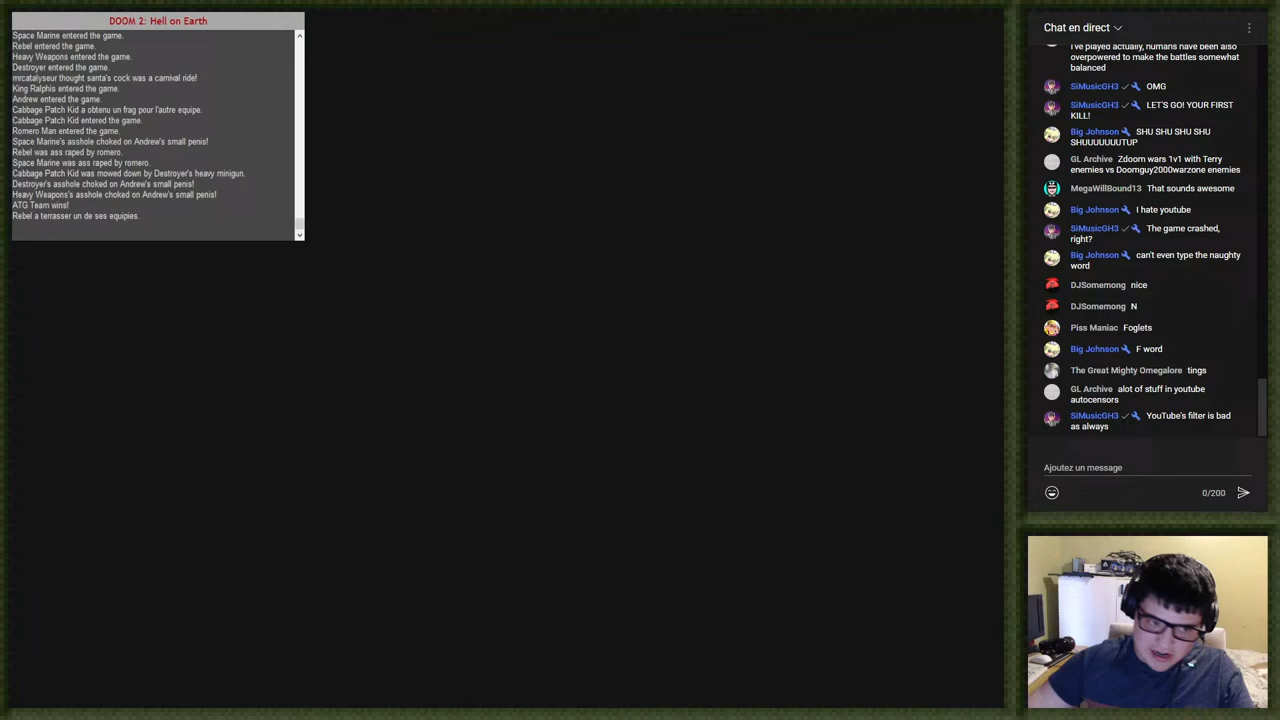 DOOM 2: Hell on Earth
Space Marine entered the game.
Rebel entered the game.
Heavy Weapons entered the game.
Destroyer entered the game.
mrcatalyseur thought santa's cock was a carnival ride!
King Ralphis entered the game.
Andrew entered the game.
Cabbage Patch Kid a obtenu un frag pour l'autre equipe.
Cabbage Patch Kid entered the game.
Romero Man entered the game.
Space Marine's asshole choked on Andrew's small penis!
Rebel was ass raped by romero.
Space Marine was ass raped by romero.
Cabbage Patch Kid was mowed down by Destroyer's heavy minigun.
Destroyer's asshole choked on Andrew's small penis!
Heavy Weapons's asshole choked on Andrew's small penis!
ATG Team wins!
Rebel a terrasser un de ses equipies.
Chat en direct
I've played actually, humans have been also
overpowered to make the battles somewhat
balanced
SiMusicGH3 OMG
SiMusicGH3 LET'S GO! YOUR FIRST
KILL!
Big Johnson SHU SHU SHU SHU
SHUUUUUUTUP
GL Archive Zdoom wars 1v1 with Terry
enemies vs Doomguy2000warzone enemies
MegaWillBound13 That sounds awesome
Big Johnson I hate youtube
SiMusicGH3 The game crashed,
right?
Big Johnson can't even type the naughty
word
DJSomemong nice
DJSomemong N
Piss Maniac Foglets
Big Johnson F word
The Great Mighty Omegalore tings
GL Archive alot of stuff in youtube
autocensors
SiMusicGH3 YouTube's filter is bad
as always
Ajoutez un message
0/200